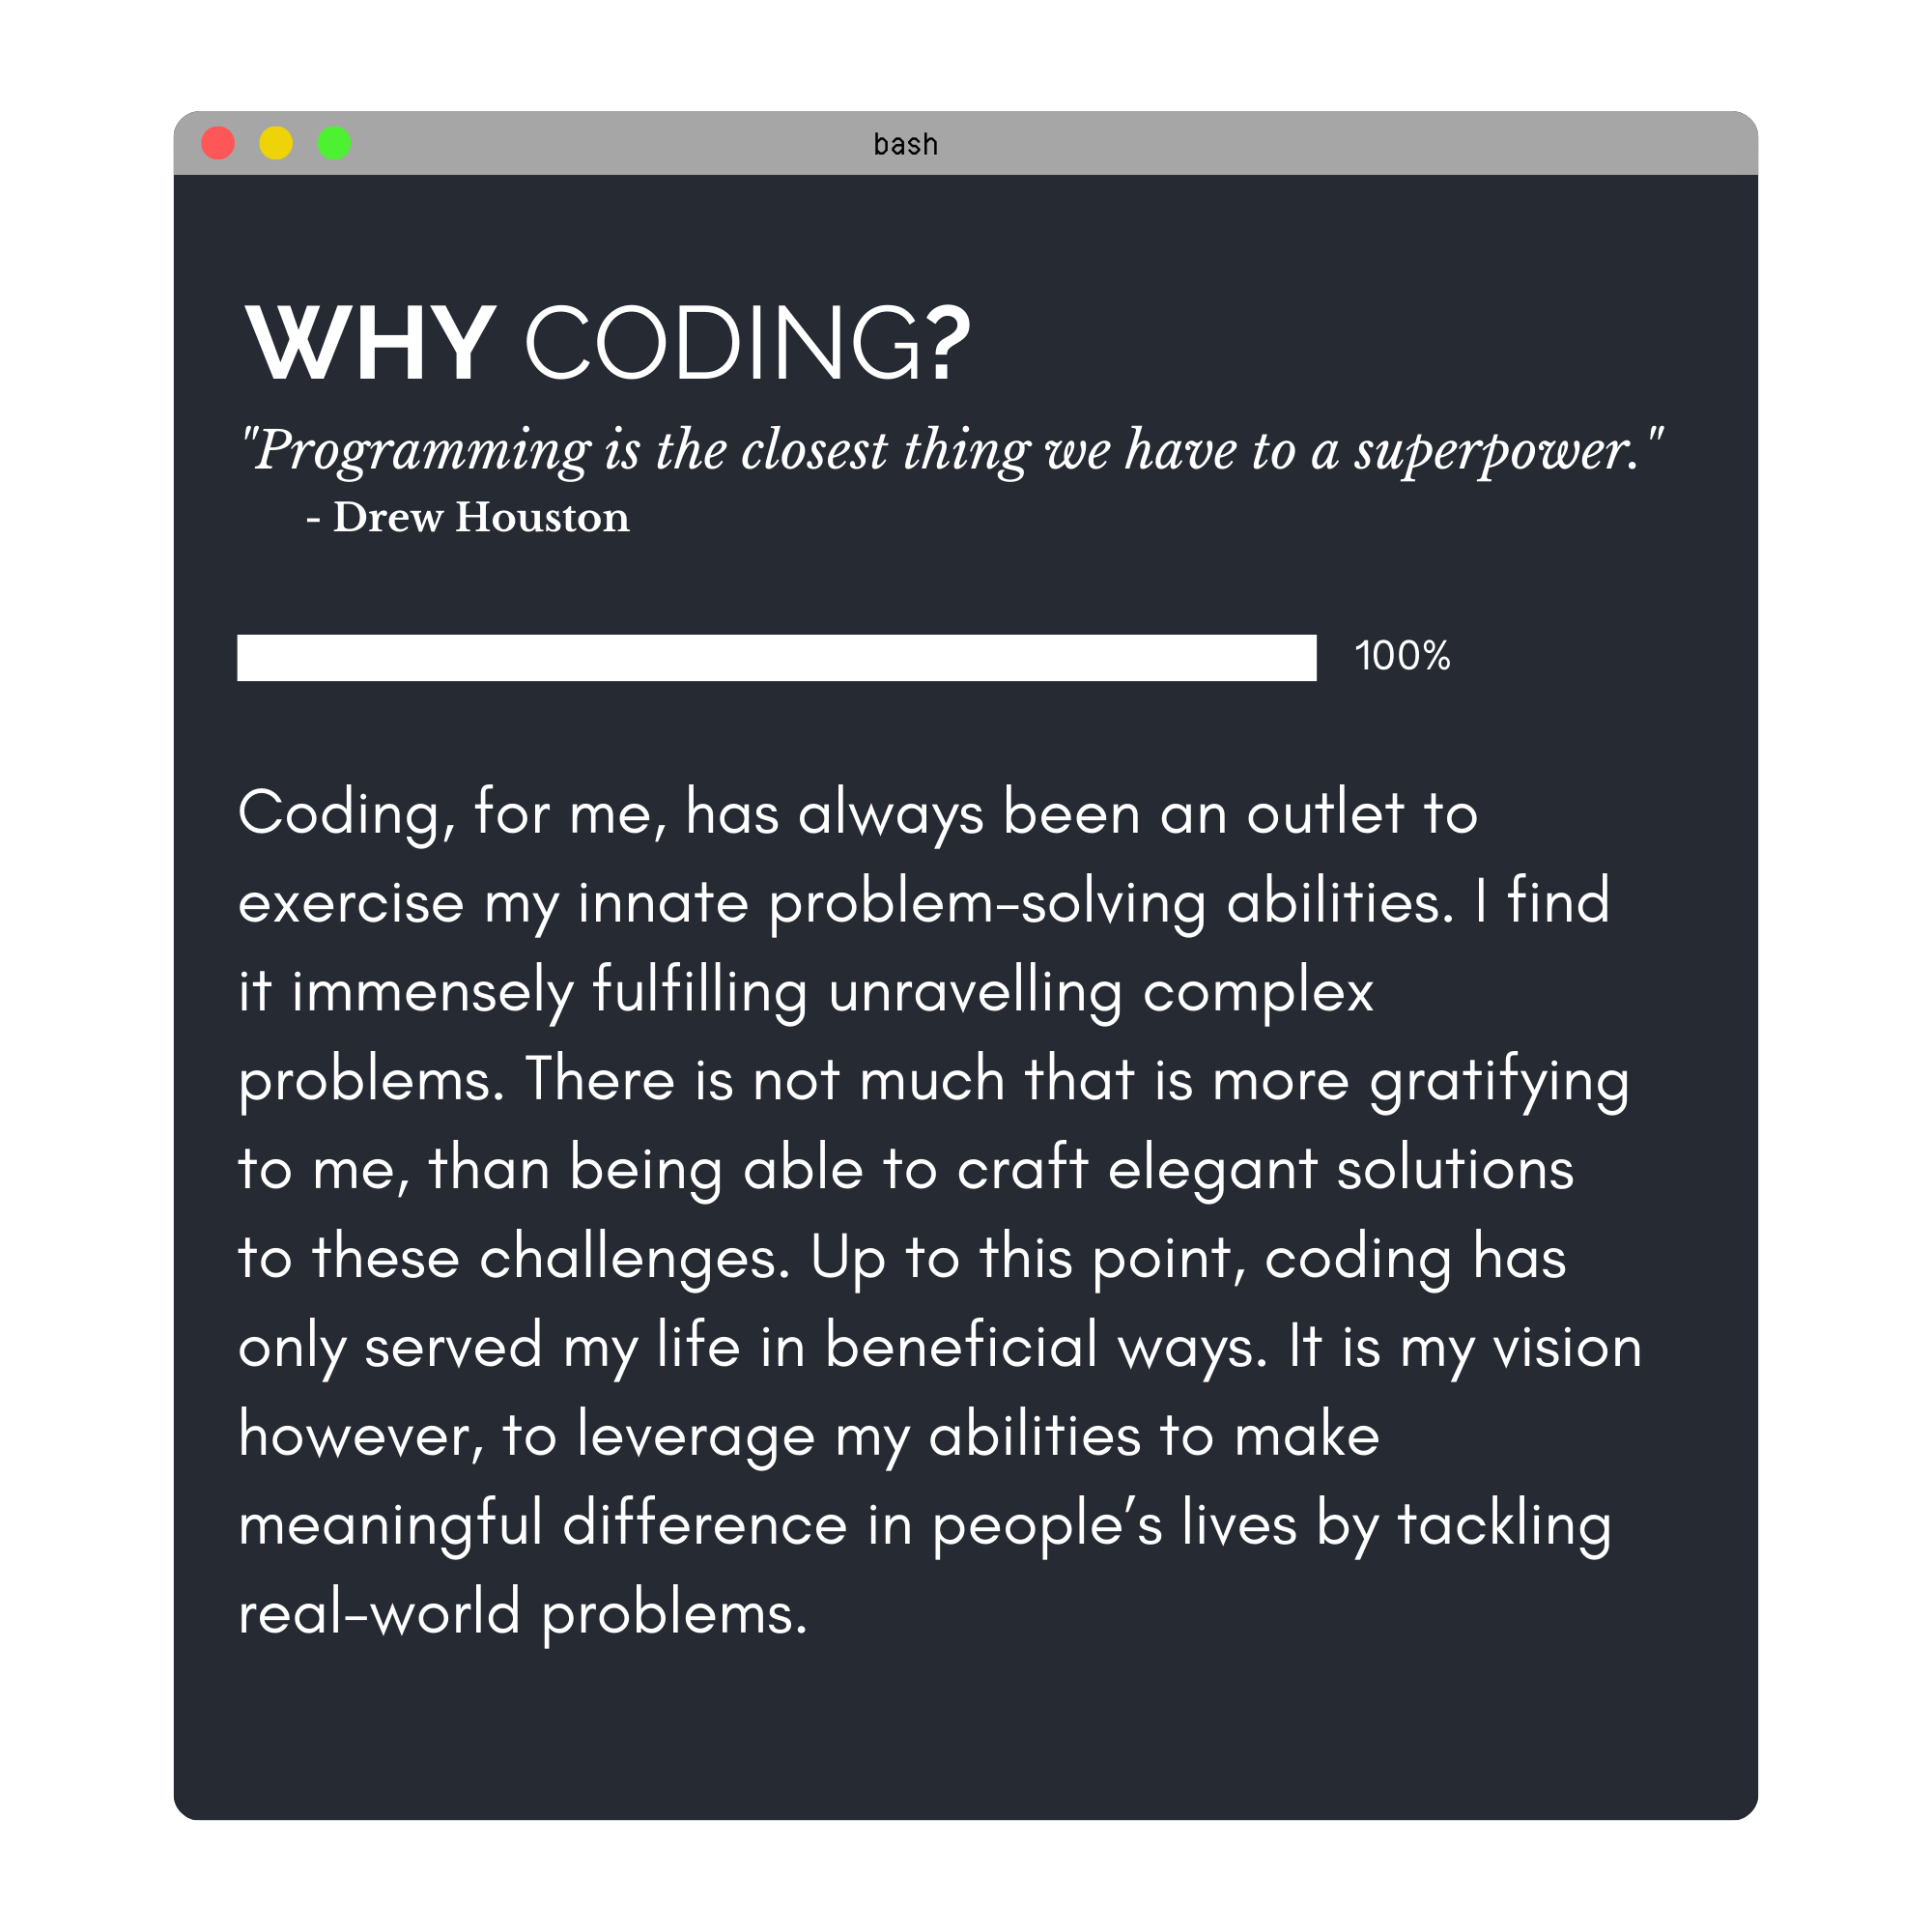 bash
WHY CODING?
"Programming is the closest thing we have to a superpower."
- Drew Houston
100%
Coding, for me, has always been an outlet to
exercise my innate problem-solving abilities. I find
it immensely fulfilling unravelling complex
problems. There is not much that is more gratifying
to me, than being able to craft elegant solutions
to these challenges. Up to this point, coding has
only served my life in beneficial ways. It is my vision
however, to leverage my abilities to make
meaningful difference in people’s lives by tackling
real-world problems.